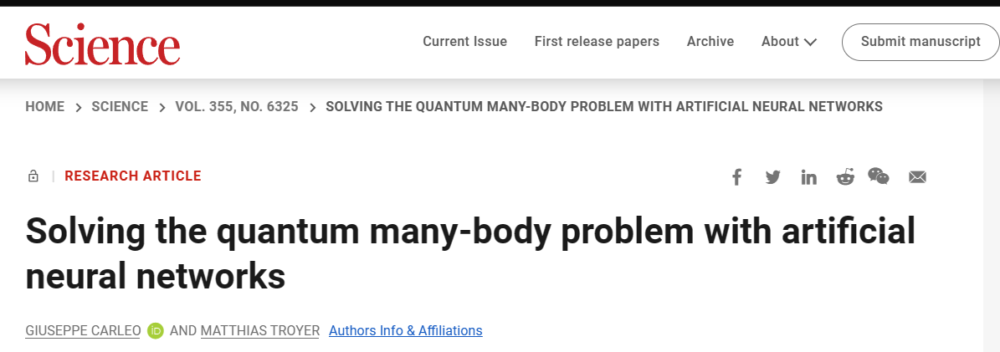 Science
Current Issue First release papers Archive About Submit manuscript
HOME > SCIENCE > VOL. 355, NO. 6325 > SOLVING THE QUANTUM MANY-BODY PROBLEM WITH ARTIFICIAL NEURAL NETWORKS
| RESEARCH ARTICLE
Solving the quantum many-body problem with artificial
neural networks
GIUSEPPE CARLEO iD AND MATTHIAS TROYER Authors Info & Affiliations